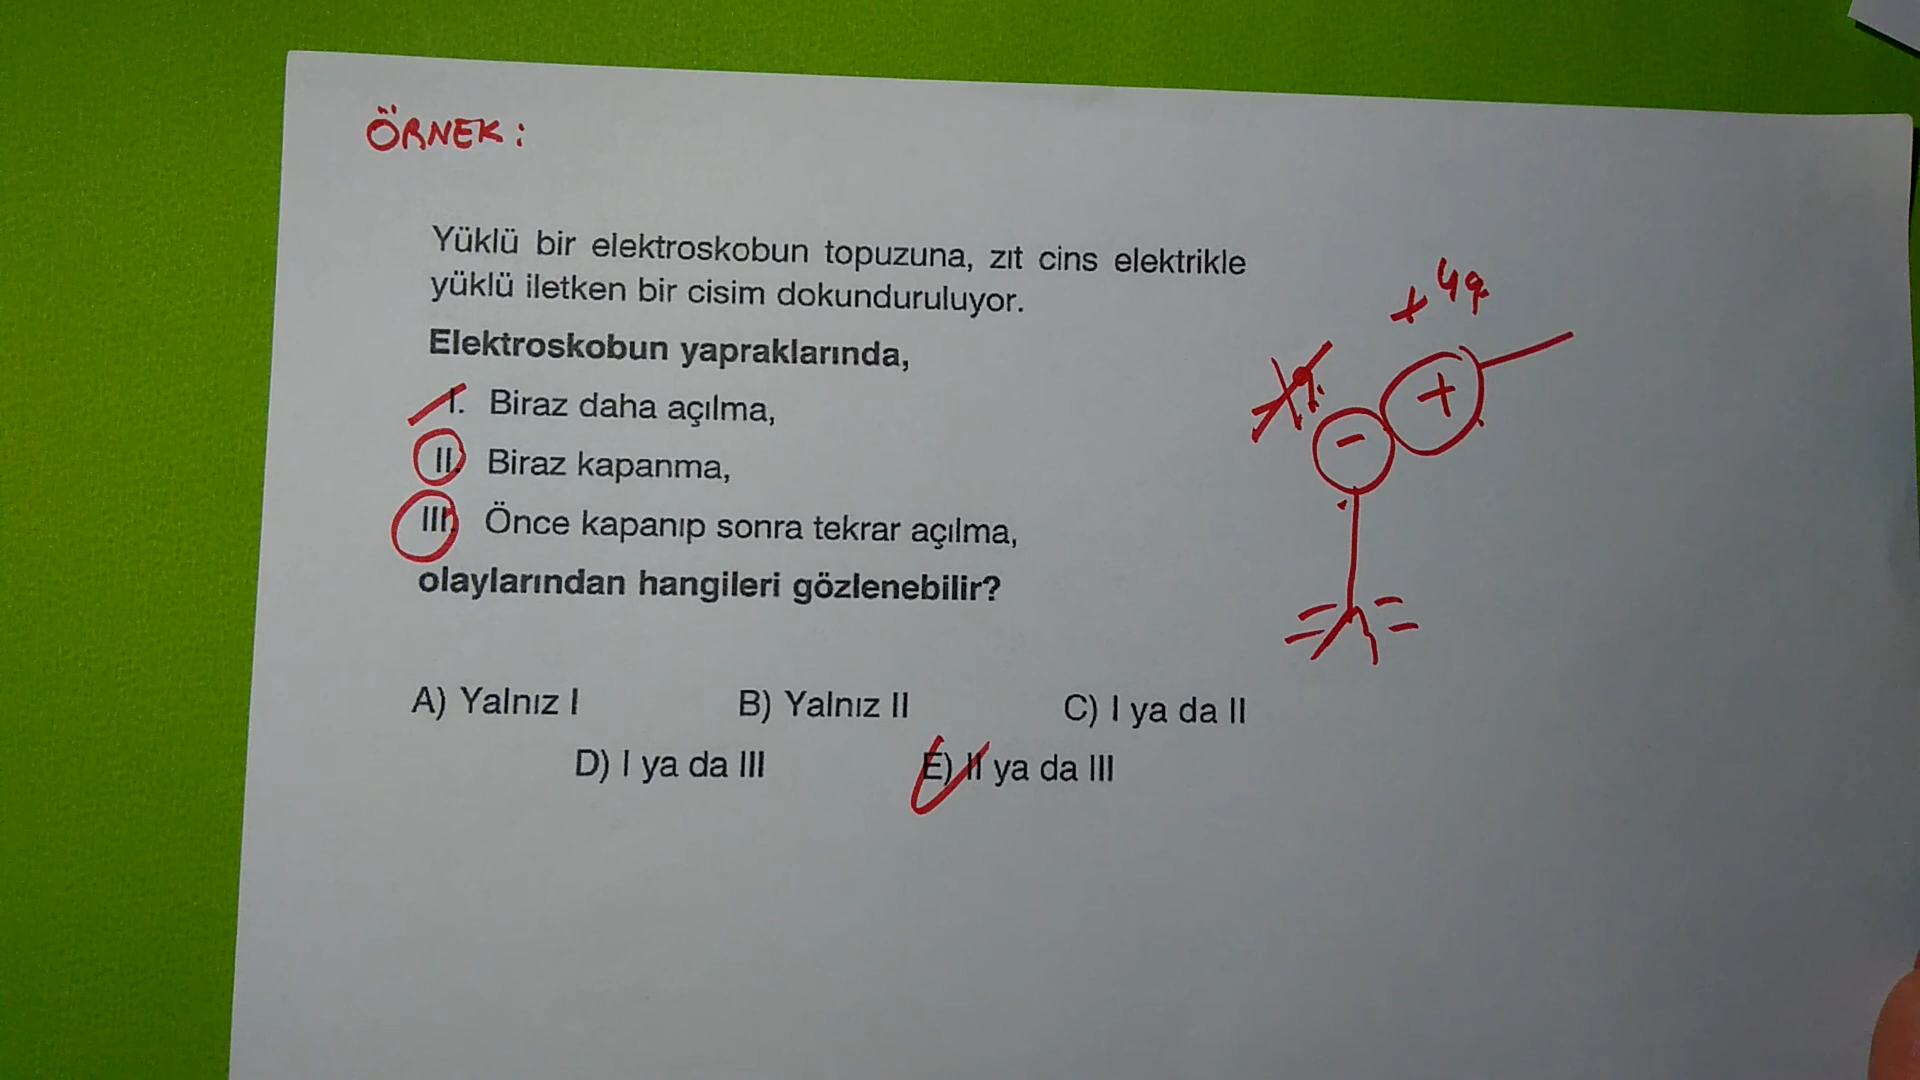 ÖRNEK:
Yüklü bir elektroskobun topuzuna, zıt cins elektrikle
yüklü iletken bir cisim dokunduruluyor.
Elektroskobun yapraklarında,
I. Biraz daha açılma,
II. Biraz kapanma,
III. Önce kapanıp sonra tekrar açılma,
olaylarından hangileri gözlenebilir?
A) Yalnız I B) Yalnız II C) I ya da II
D) I ya da III E) II ya da III
+4q
+
-